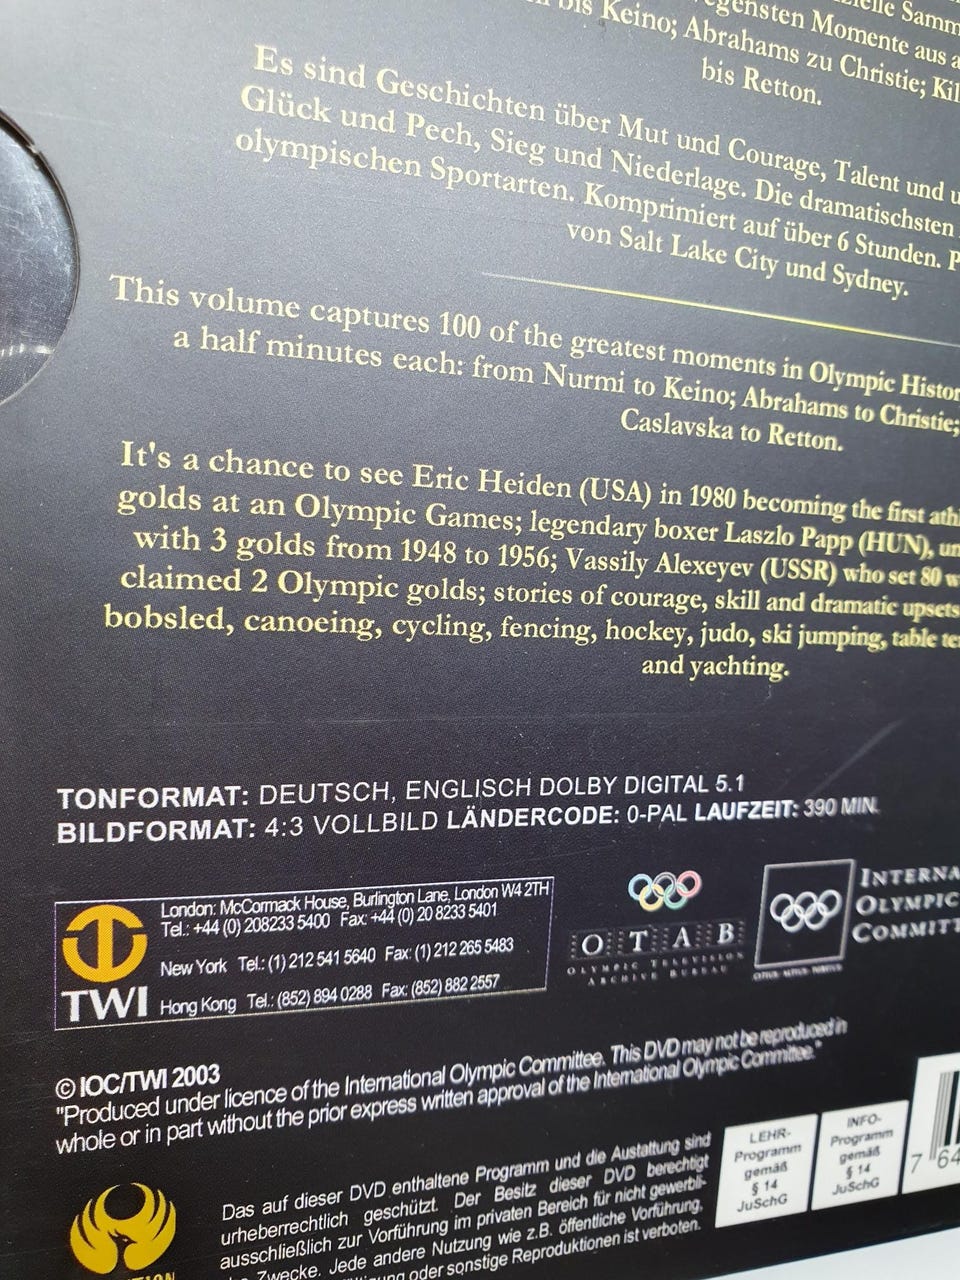 Samm
egensten Momente aus a
bis Keino; Abrahams zu Christie; Kil
bis Retton.
Es sind Geschichten über Mut und Courage, Talent und u
Glück und Pech, Sieg und Niederlage. Die dramatischsten
olympischen Sportarten. Komprimiert auf über 6 Stunden. P
von Salt Lake City und Sydney.
This volume captures 100 of the greatest moments in Olympic Histor
a half minutes each: from Nurmi to Keino; Abrahams to Christie;
Caslavska to Retton.
It's a chance to see Eric Heiden (USA) in 1980 becoming the first ath
golds at an Olympic Games; legendary boxer Laszlo Papp (HUN), un
with 3 golds from 1948 to 1956; Vassily Alexeyev (USSR) who set 80 w
claimed 2 Olympic golds; stories of courage, skill and dramatic upsets
bobsled, canoeing, cycling, fencing, hockey, judo, ski jumping, table te
and yachting.
TONFORMAT: DEUTSCH, ENGLISCH DOLBY DIGITAL 5.1
BILDFORMAT: 4:3 VOLLBILD LÄNDERCODE: 0-PAL LAUFZEIT: 390 MIN.
TWI
London: McCormack House, Burlington Lane, London W4 2TH
Tel.: +44 (0) 208233 5400 Fax: +44 (0) 20 8233 5401
New York Tel.: (1) 212 541 5640 Fax: (1) 212 265 5483
Hong Kong Tel.: (852) 894 0288 Fax: (852) 882 2557
OTAB
OLYMPIC TELEVISION
ARCHIVE BUREAU
INTERNA
OLYMPIC
COMMITT
© IOC/TWI 2003
"Produced under licence of the International Olympic Committee. This DVD may not be reproduced in
whole or in part without the prior express written approval of the International Olympic Committee."
Das auf dieser DVD enthaltene Programm und die Austattung sind
urheberrechtlich geschützt. Der Besitz dieser DVD berechtigt
ausschließlich zur Vorführung im privaten Bereich für nicht gewerbli-
Zwecke. Jede andere Nutzung wie z.B. öffentliche Vorführung,
oder sonstige Reproduktionen ist verboten.
LEHR-
Programm
gemäß
§ 14
JuSchG
INFO-
Programm
gemäß
§ 14
JuSchG
7 64